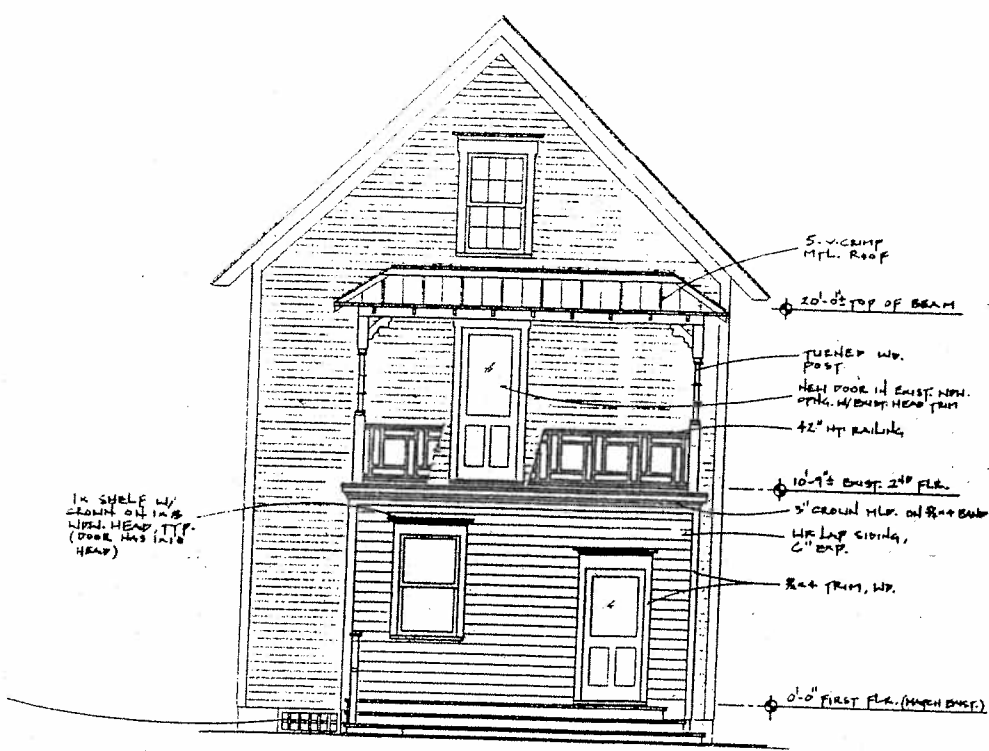 5-V-CRIMP
MTL. ROOF
20'-0"± TOP OF BEAM
TURNED WD.
POST
NEW DOOR IN EXIST. WDW.
OPNG. W/ EXIST. HEAD TRIM
42" HT. RAILING
10'-9"± EXIST. 2ND FLR.
3" CROWN MLD. ON 5/4x4 BAND
1x SHELF W/
CROWN ON 1x8
WDW. HEAD, TYP.
(DOOR HAS 1x10
HEAD)
LAP SIDING,
6" EXP.
5/4x4 TRIM, WD.
0'-0" FIRST FLR. (MATCH EXIST.)